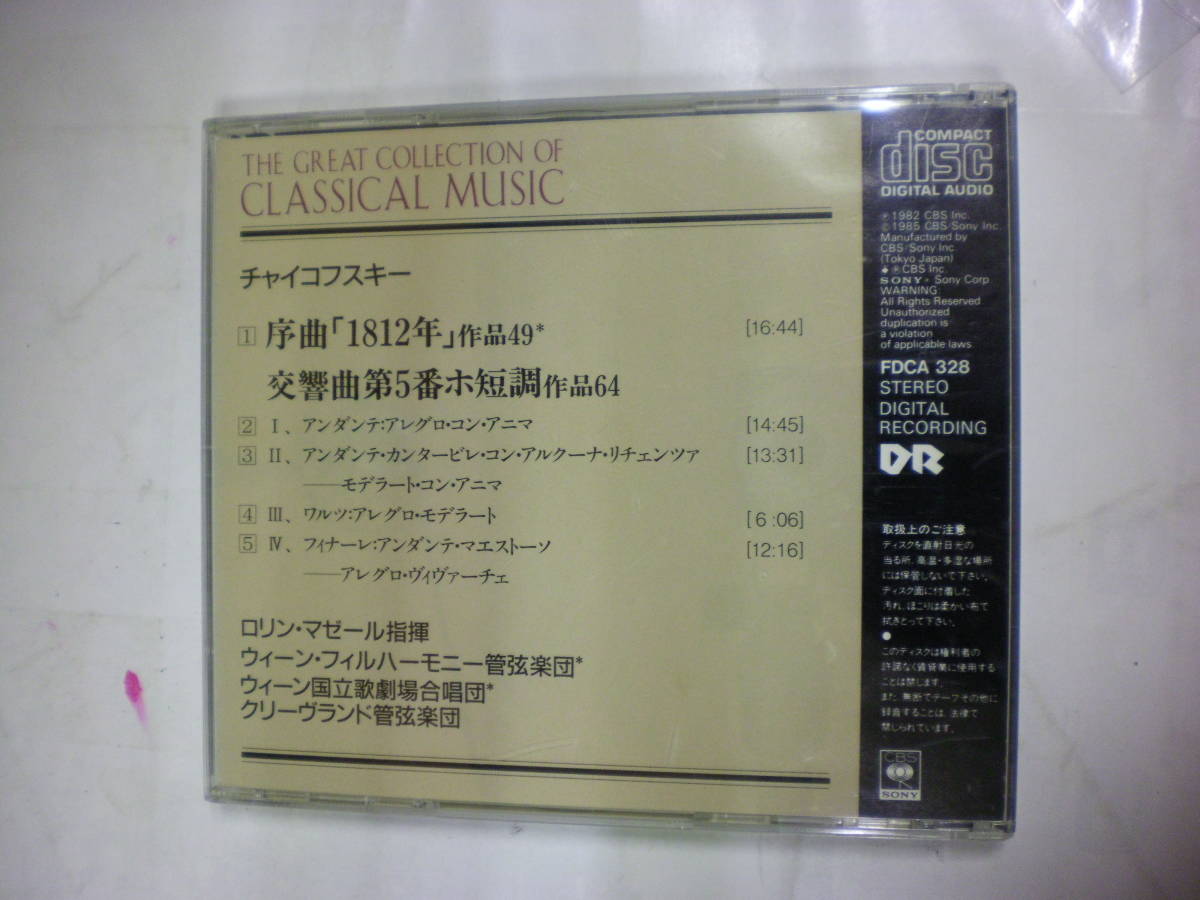 THE GREAT COLLECTION OF
CLASSICAL MUSIC
チャイコフスキー
1 序曲「1812年」作品49* [16:44]
交響曲第5番ホ短調作品64
2 I、アンダンテ:アレグロ・コン・アニマ [14:45]
3 II、アンダンテ・カンタービレ・コン・アルクーナ・リチェンツァ [13:31]
──モデラート・コン・アニマ
4 III、ワルツ:アレグロ・モデラート [6:06]
5 IV、フィナーレ:アンダンテ・マエストーソ [12:16]
──アレグロ・ヴィヴァーチェ
ロリン・マゼール指揮
ウィーン・フィルハーモニー管弦楽団*
ウィーン国立歌劇場合唱団*
クリーヴランド管弦楽団
COMPACT
disc
DIGITAL AUDIO
℗1982 CBS Inc.
©1985 CBS/Sony Inc.
Manufactured by
CBS/Sony Inc.
(Tokyo Japan)
◆ ℗CBS Inc.
SONY・Sony Corp
WARNING:
All Rights Reserved
Unauthorized
duplication is
a violation
of applicable laws
FDCA 328
STEREO
DIGITAL
RECORDING
DR
取扱上のご注意
ディスクを直射日光の
当る所、高温・多湿な場所
には保管しないで下さい。
ディスク面に付着した
汚れ、ほこりは柔かい布で
拭きとって下さい。
●
このディスクは権利者の
許諾なく賃貸業に使用する
ことは禁じます。
また、無断でテープその他に
録音することは、法律で
禁じられています。
CBS
SONY